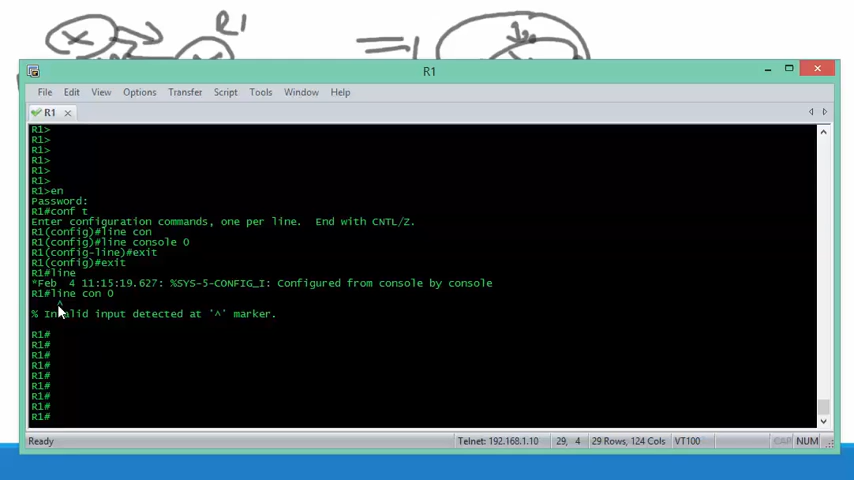 X
R1
R1
File Edit View Options Transfer Script Tools Window Help
R1
R1>
R1>
R1>
R1>
R1>
R1>
R1>en
Password:
R1#conf t
Enter configuration commands, one per line.  End with CNTL/Z.
R1(config)#line con
R1(config)#line console 0
R1(config-line)#exit
R1(config)#exit
R1#line
*Feb  4 11:15:19.627: %SYS-5-CONFIG_I: Configured from console by console
R1#line con 0
^
% Invalid input detected at '^' marker.
R1#
R1#
R1#
R1#
R1#
R1#
R1#
R1#
R1#
Ready Telnet: 192.168.1.10 29, 4 29 Rows, 124 Cols VT100 CAP NUM